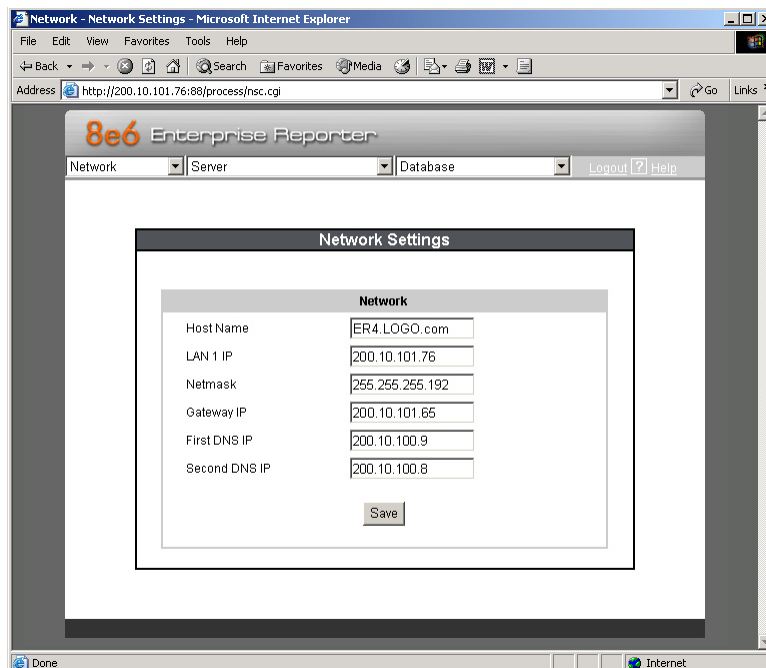 Network - Network Settings - Microsoft Internet Explorer
File Edit View Favorites Tools Help
Back Search Favorites Media
Address http://200.10.101.76:88/process/nsc.cgi Go Links
8e6 Enterprise Reporter
Network Server Database Logout ? Help
Network Settings
Network
Host Name ER4.LOGO.com
LAN 1 IP 200.10.101.76
Netmask 255.255.255.192
Gateway IP 200.10.101.65
First DNS IP 200.10.100.9
Second DNS IP 200.10.100.8
Save
Done Internet